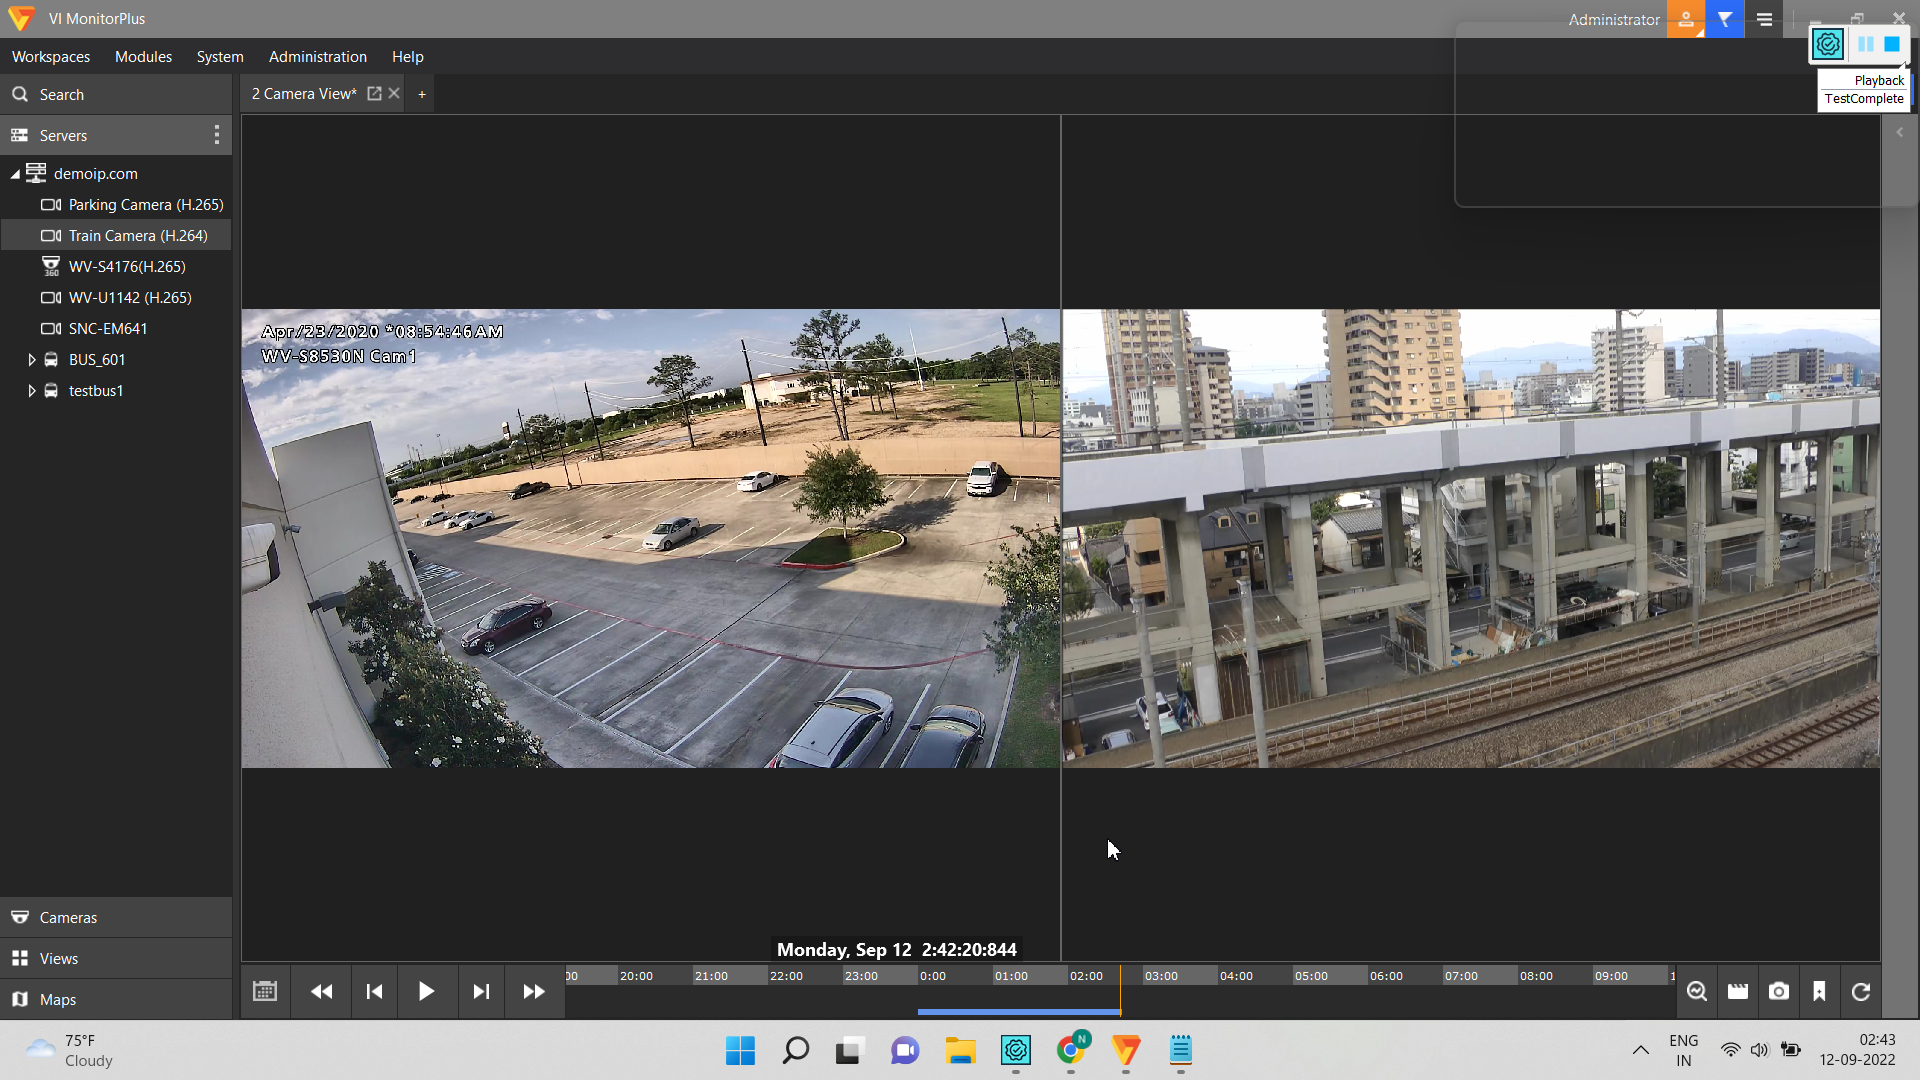 VI MonitorPlus
Administrator
Workspaces Modules System Administration Help
Playback
TestComplete
Search
2 Camera View* +
Servers
demoip.com
Parking Camera (H.265)
Train Camera (H.264)
WV-S4176(H.265)
WV-U1142 (H.265)
SNC-EM641
BUS_601
testbus1
Apr/23/2020 *08:54:46AM
WV-S8530N Cam1
Cameras
Views
Maps
Monday, Sep 12 2:42:20:844
00 20:00 21:00 22:00 23:00 0:00 01:00 02:00 03:00 04:00 05:00 06:00 07:00 08:00 09:00 1
75°F
Cloudy
N
ENG
IN
02:43
12-09-2022
360